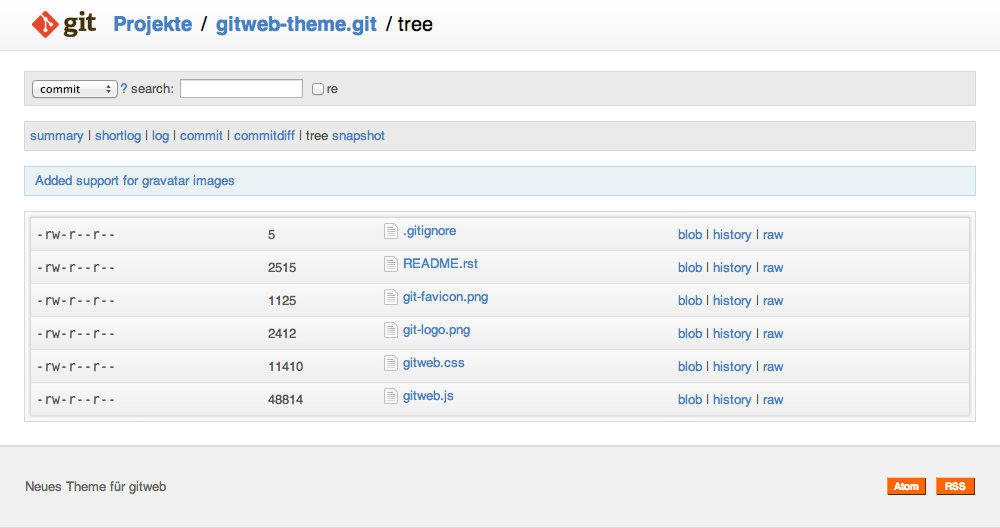 git Projekte / gitweb-theme.git / tree
commit ? search: re
summary | shortlog | log | commit | commitdiff | tree snapshot
Added support for gravatar images
-rw-r--r-- 5 .gitignore blob | history | raw
-rw-r--r-- 2515 README.rst blob | history | raw
-rw-r--r-- 1125 git-favicon.png blob | history | raw
-rw-r--r-- 2412 git-logo.png blob | history | raw
-rw-r--r-- 11410 gitweb.css blob | history | raw
-rw-r--r-- 48814 gitweb.js blob | history | raw
Neues Theme für gitweb Atom RSS